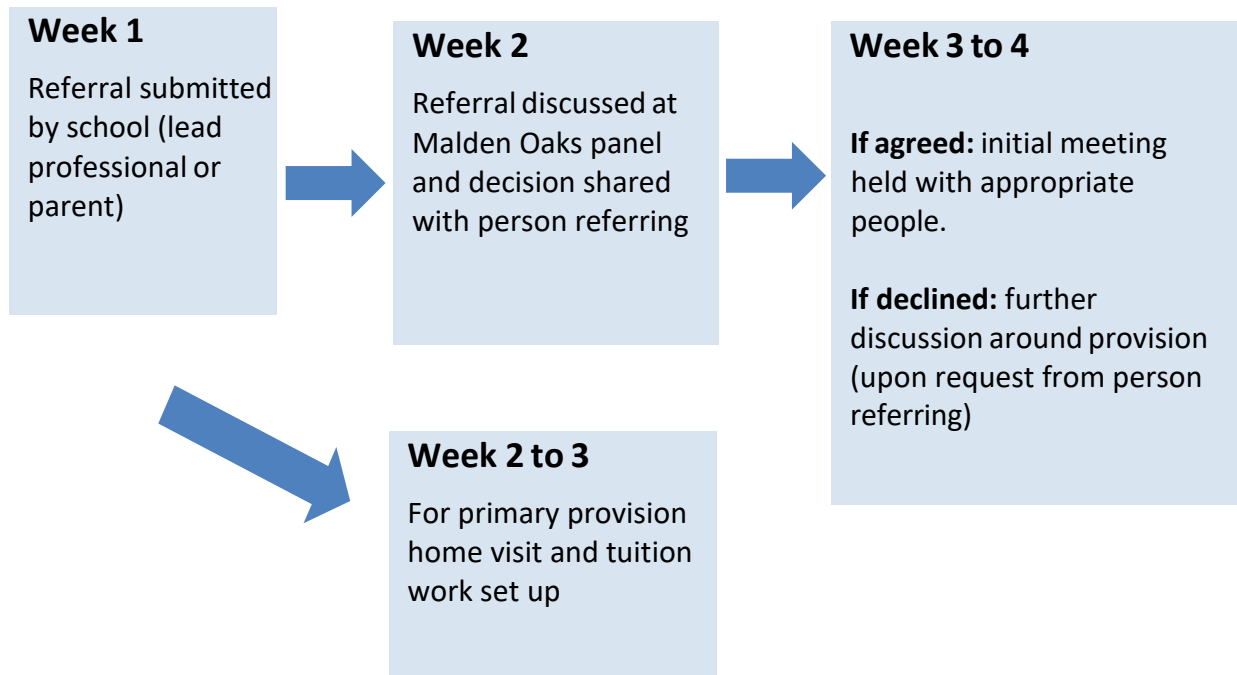 Week 1
Referral submitted
by school (lead
professional or
parent)
Week 2
Referral discussed at
Malden Oaks panel
and decision shared
with person referring
Week 3 to 4
If agreed: initial meeting
held with appropriate
people.
If declined: further
discussion around provision
(upon request from person
referring)
Week 2 to 3
For primary provision
home visit and tuition
work set up